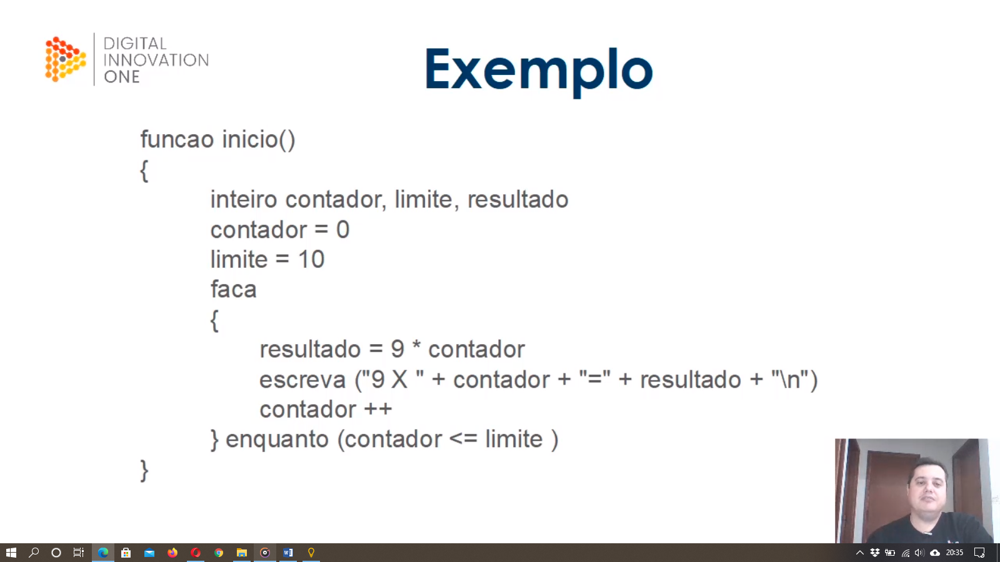 DIGITAL
INNOVATION
ONE
Exemplo
funcao inicio()
{
inteiro contador, limite, resultado
contador = 0
limite = 10
faca
{
resultado = 9 * contador
escreva ("9 X " + contador + "=" + resultado + "\n")
contador ++
} enquanto (contador <= limite )
}
20:35